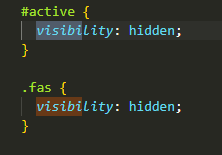 #active {
visibility: hidden;
}
.fas {
visibility: hidden;
}